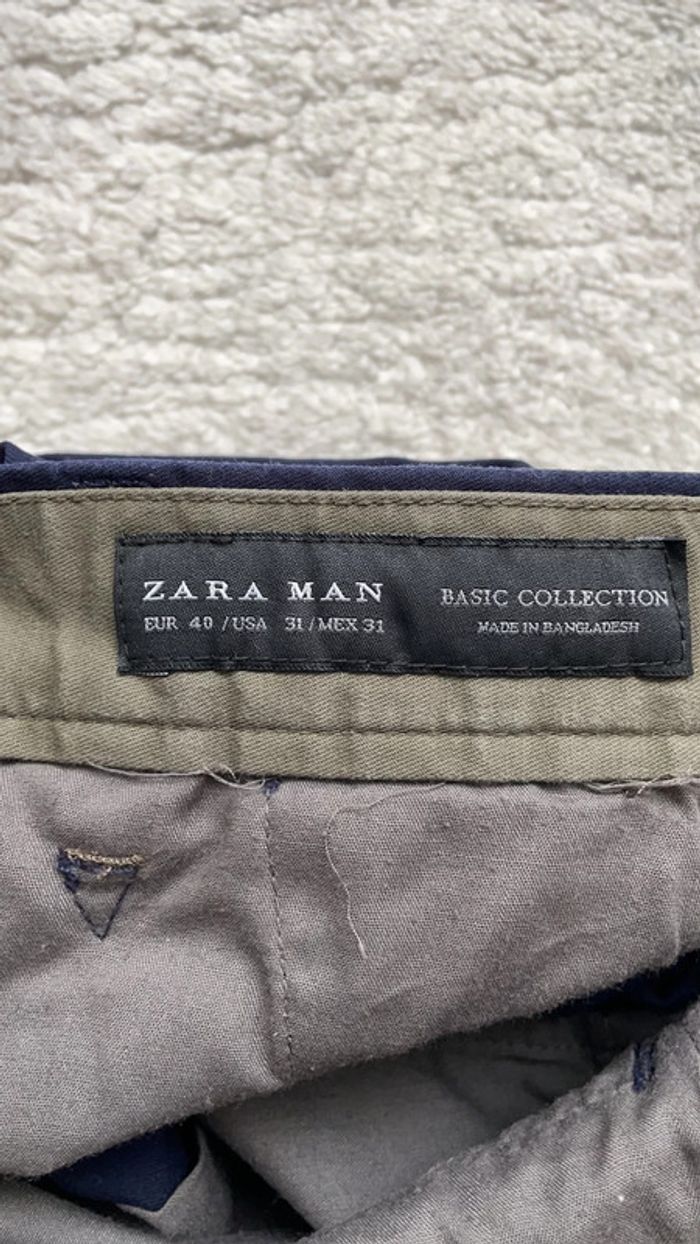 ZARA MAN
EUR 40 / USA 31 / MEX 31
BASIC COLLECTION
MADE IN BANGLADESH